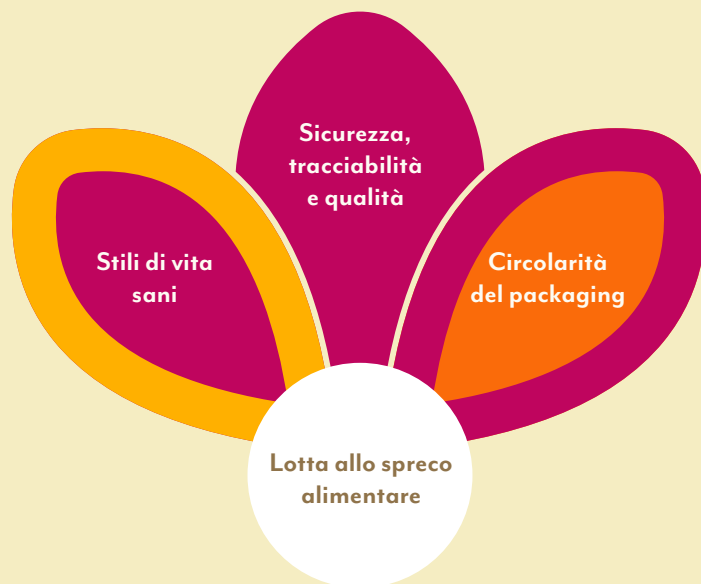 Sicurezza,
tracciabilità
e qualità
Stili di vita
sani
Circolarità
del packaging
Lotta allo spreco
alimentare